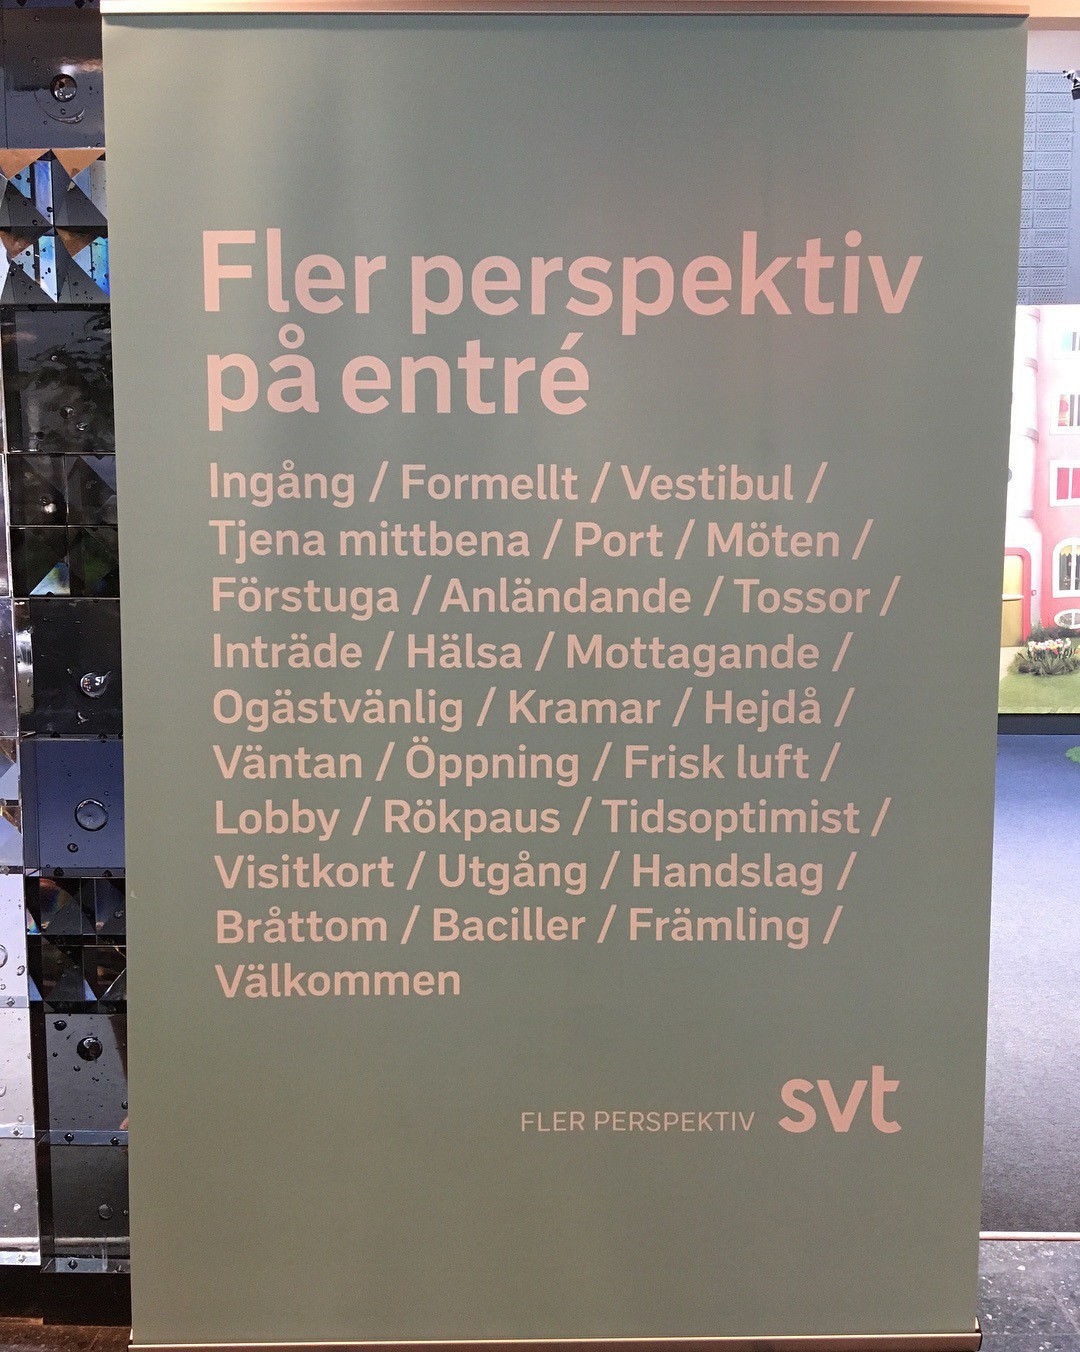 Fler perspektiv
på entré
Ingång / Formellt / Vestibul /
Tjena mittbena / Port / Möten /
Förstuga / Anländande / Tossor /
Inträde / Hälsa / Mottagande /
Ogästvänlig / Kramar / Hejdå /
Väntan / Öppning / Frisk luft /
Lobby / Rökpaus / Tidsoptimist /
Visitkort / Utgång / Handslag /
Bråttom / Baciller / Främling /
Välkommen
FLER PERSPEKTIV svt